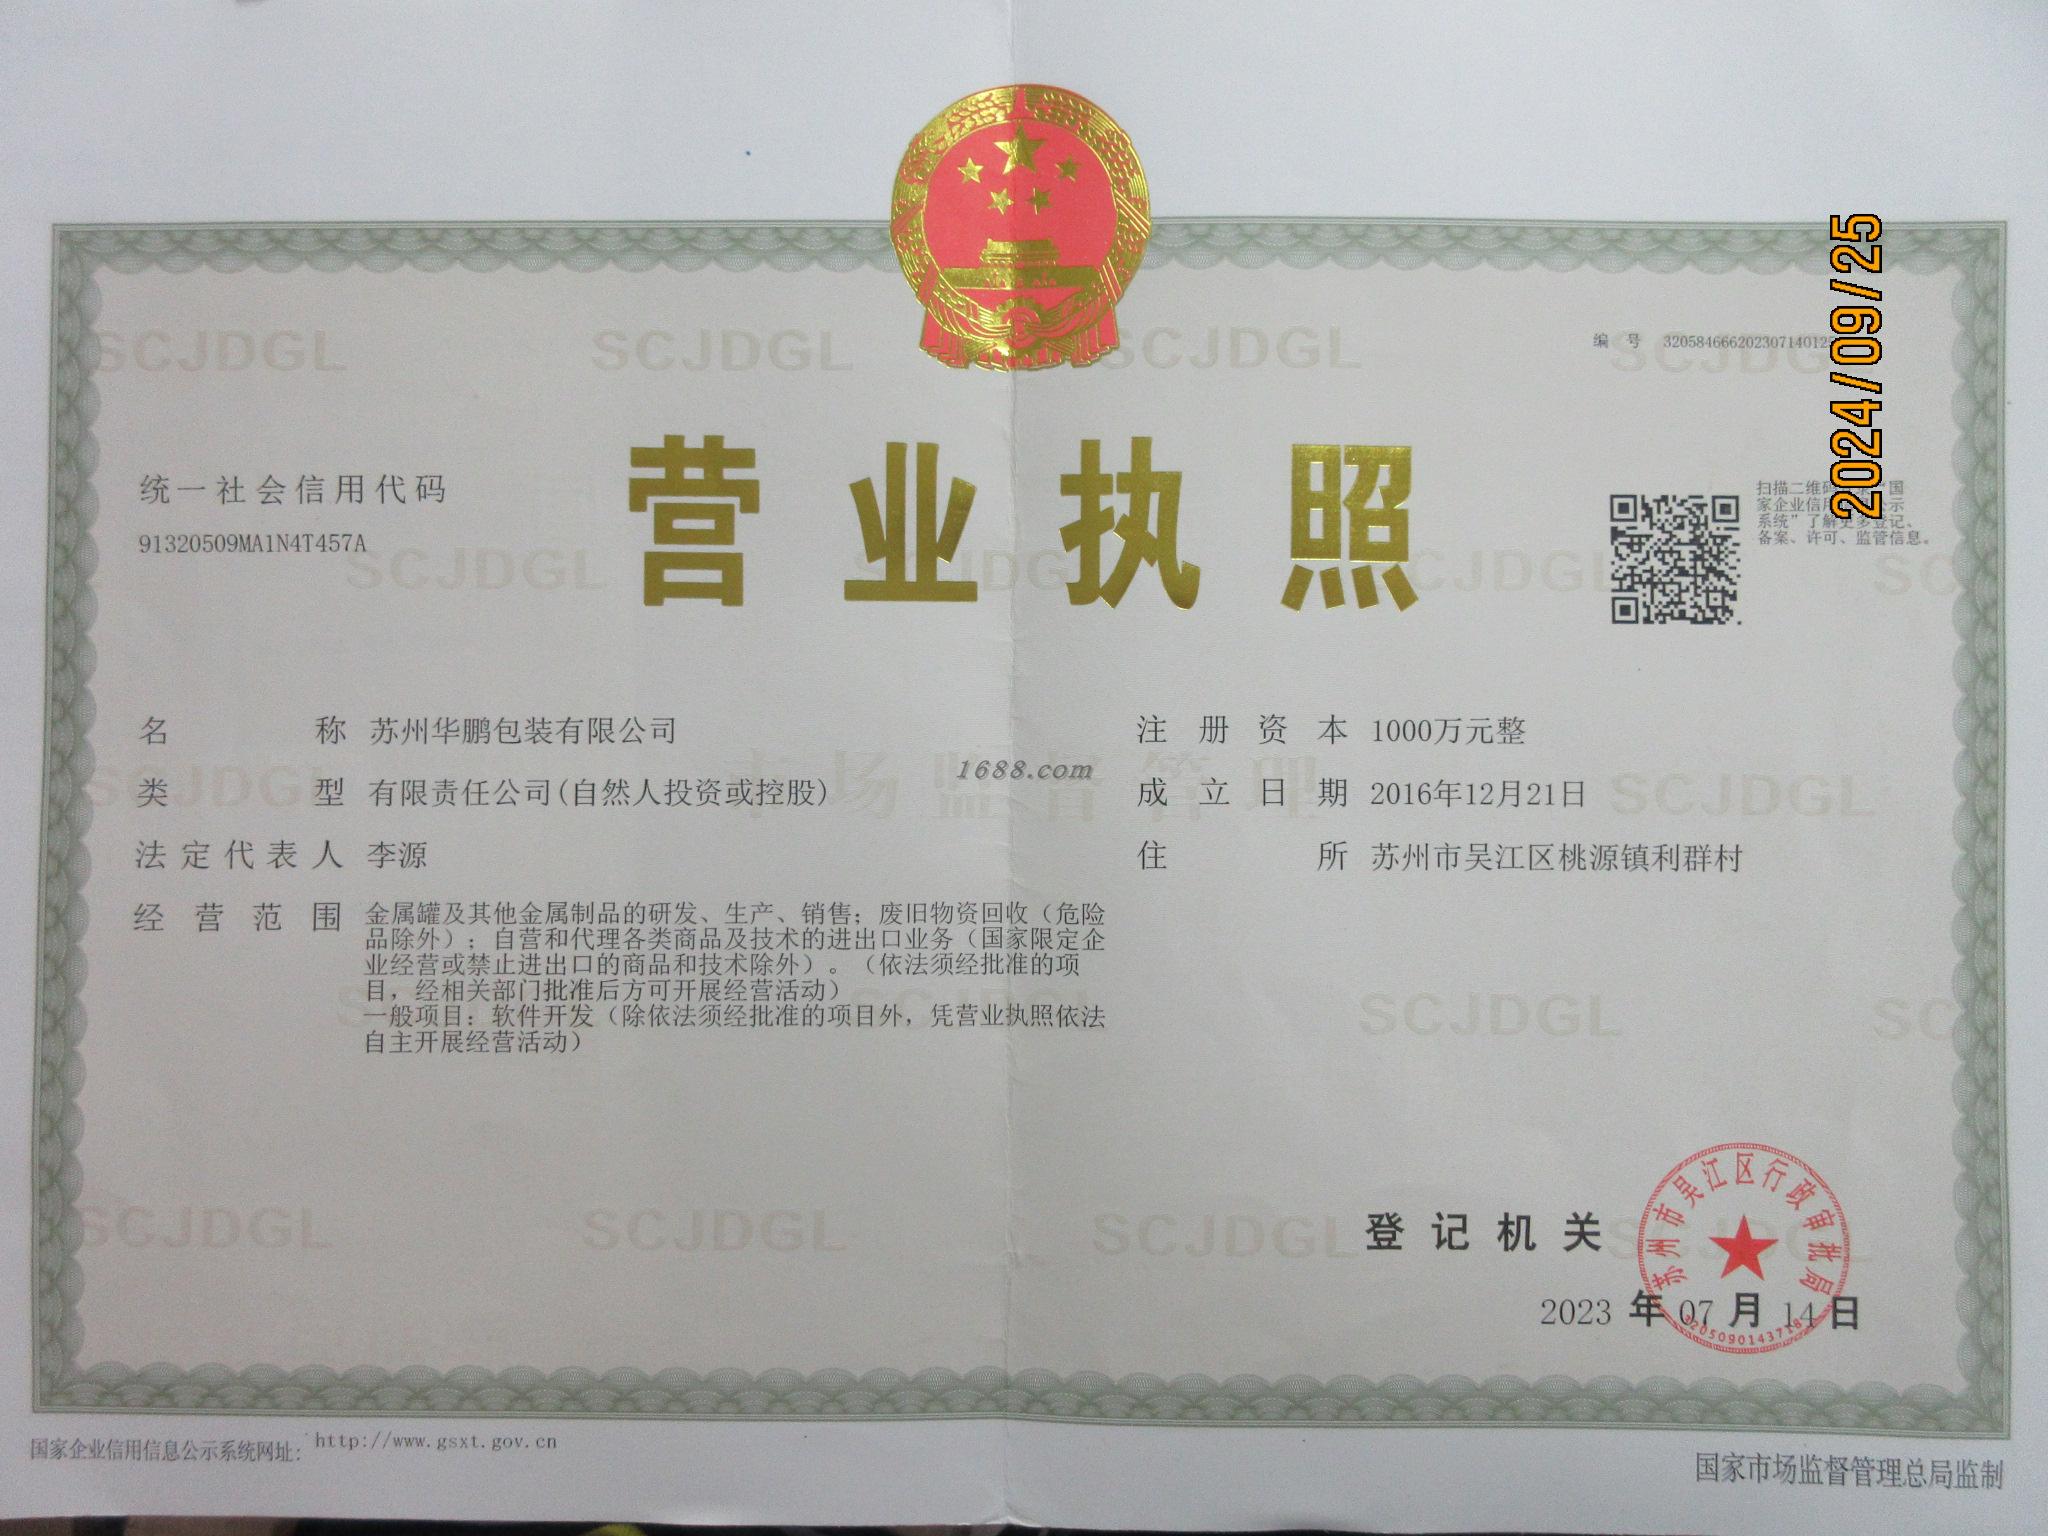 2024/09/25
编 号 320584666202307140122
统一社会信用代码
91320509MA1N4T457A
营业执照
扫描二维码
家企业信用
系统”了解更多登记、
备案、许可、监管信息。
名 称 苏州华鹏包装有限公司
类 型 有限责任公司(自然人投资或控股)
法定代表人 李源
经营范围 金属罐及其他金属制品的研发、生产、销售；废旧物资回收（危险
品除外）；自营和代理各类商品及技术的进出口业务（国家限定企
业经营或禁止进出口的商品和技术除外）。（依法须经批准的项
目，经相关部门批准后方可开展经营活动）
一般项目：软件开发（除依法须经批准的项目外，凭营业执照依法
自主开展经营活动）
注册资本 1000万元整
成立日期 2016年12月21日
住 所 苏州市吴江区桃源镇利群村
1688.com
市场监督管理
SCJDGL
登记机关
苏州市吴江区行政审批局
2023 年 07 月 14 日
国家企业信用信息公示系统网址: http://www.gsxt.gov.cn
国家市场监督管理总局监制